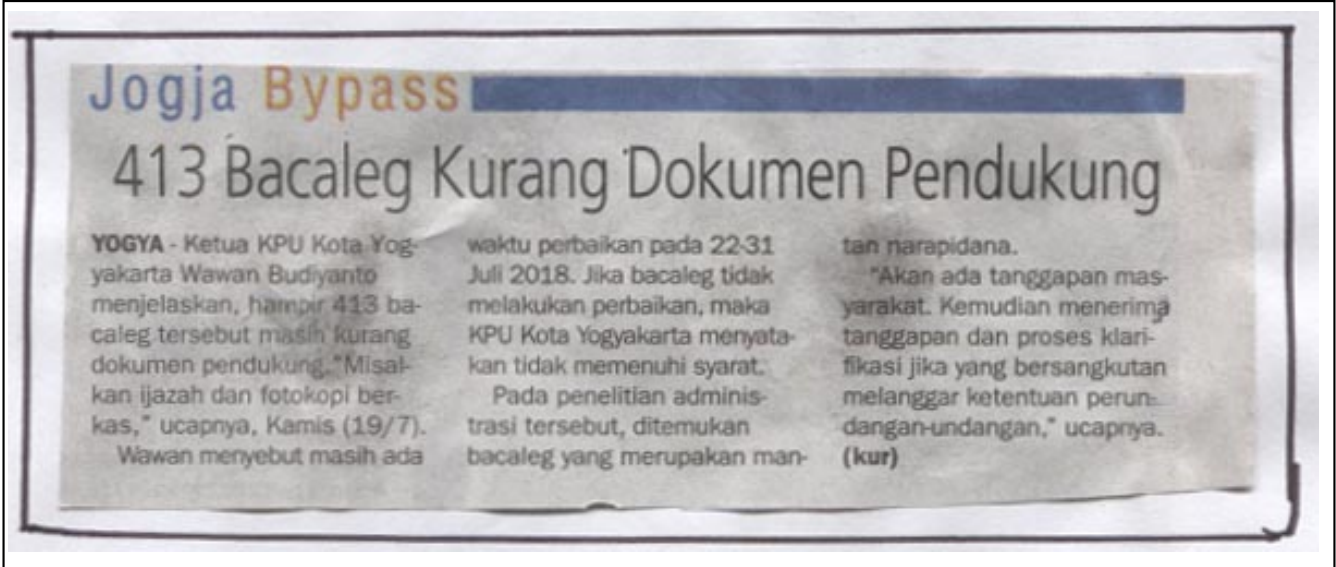 Jogja Bypass
413 Bacaleg Kurang Dokumen Pendukung
YOGYA - Ketua KPU Kota Yog-
yakarta Wawan Budiyanto
menjelaskan, hampir 413 ba-
caleg tersebut masih kurang
dokumen pendukung. "Misal-
kan ijazah dan fotokopi ber-
kas," ucapnya, Kamis (19/7).
Wawan menyebut masih ada
waktu perbaikan pada 22-31
Juli 2018. Jika bacaleg tidak
melakukan perbaikan, maka
KPU Kota Yogyakarta menyata-
kan tidak memenuhi syarat.
Pada penelitian adminis-
trasi tersebut, ditemukan
bacaleg yang merupakan man-
tan narapidana.
"Akan ada tanggapan mas-
yarakat. Kemudian menerima
tanggapan dan proses klari-
fikasi jika yang bersangkutan
melanggar ketentuan perun-
dangan-undangan," ucapnya.
(kur)